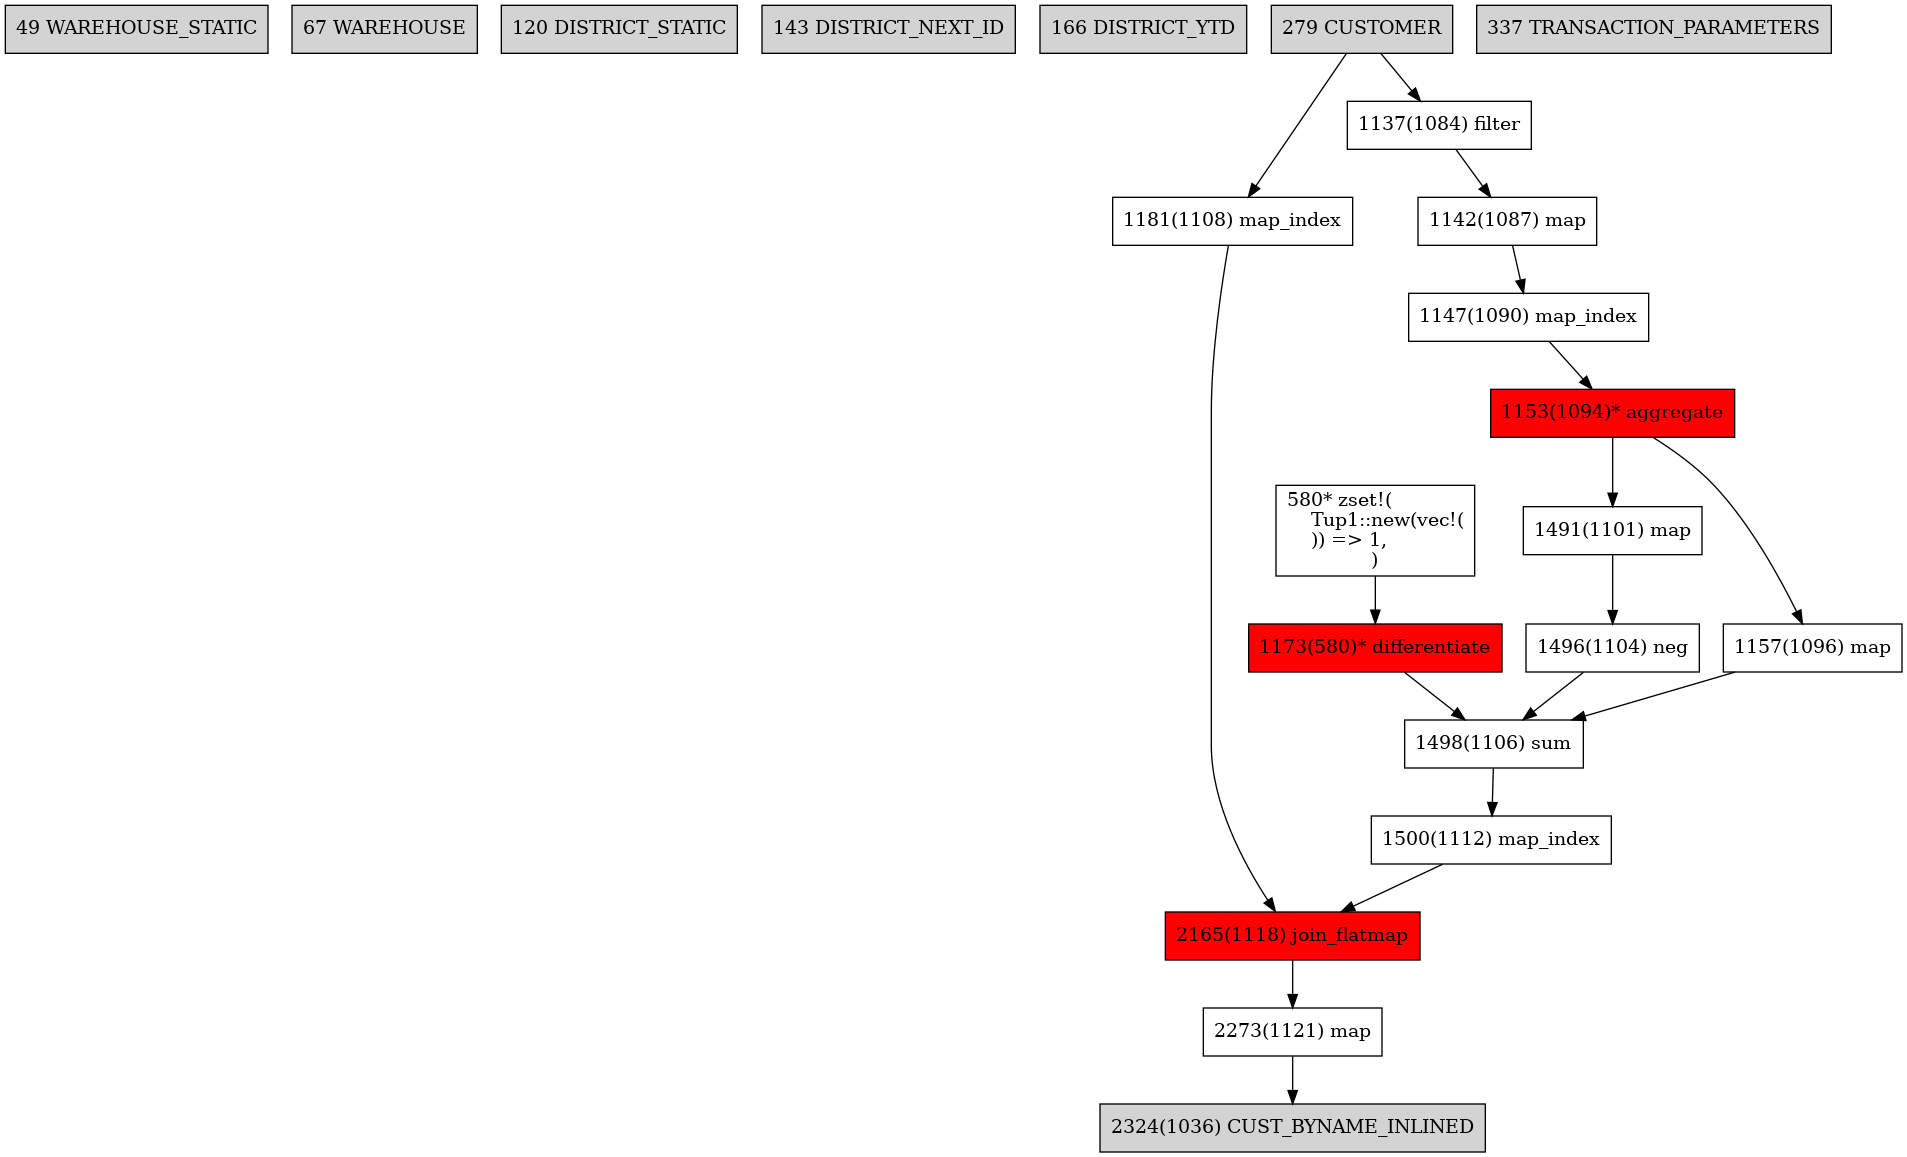 49 WAREHOUSE_STATIC
67 WAREHOUSE
120 DISTRICT_STATIC
143 DISTRICT_NEXT_ID
166 DISTRICT_YTD
279 CUSTOMER
337 TRANSACTION_PARAMETERS
1137(1084) filter
1181(1108) map_index
1142(1087) map
1147(1090) map_index
1153(1094)* aggregate
580* zset!(
Tup1::new(vec!(
)) => 1,
)
1491(1101) map
1173(580)* differentiate
1496(1104) neg
1157(1096) map
1498(1106) sum
1500(1112) map_index
2165(1118) join_flatmap
2273(1121) map
2324(1036) CUST_BYNAME_INLINED